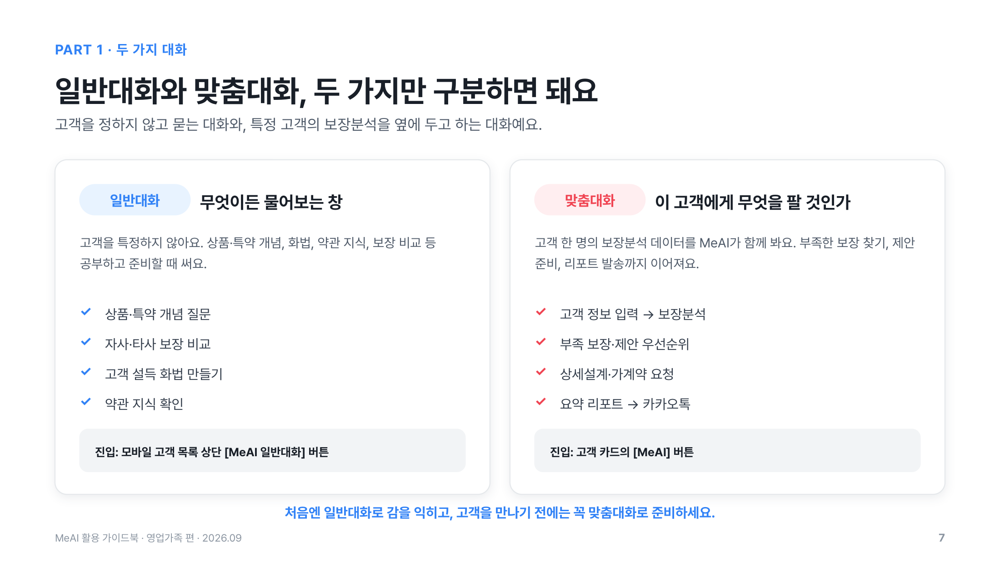 PART 1 · 두 가지 대화
일반대화와 맞춤대화, 두 가지만 구분하면 돼요
고객을 정하지 않고 묻는 대화와, 특정 고객의 보장분석을 옆에 두고 하는 대화예요.
일반대화
무엇이든 물어보는 창
고객을 특정하지 않아요. 상품·특약 개념, 화법, 약관 지식, 보장 비교 등
공부하고 준비할 때 써요.
상품·특약 개념 질문
자사·타사 보장 비교
고객 설득 화법 만들기
약관 지식 확인
진입: 모바일 고객 목록 상단 [MeAI 일반대화] 버튼
맞춤대화
이 고객에게 무엇을 팔 것인가
고객 한 명의 보장분석 데이터를 MeAI가 함께 봐요. 부족한 보장 찾기, 제안
준비, 리포트 발송까지 이어져요.
고객 정보 입력 → 보장분석
부족 보장·제안 우선순위
상세설계·가계약 요청
요약 리포트 → 카카오톡
진입: 고객 카드의 [MeAI] 버튼
처음엔 일반대화로 감을 익히고, 고객을 만나기 전에는 꼭 맞춤대화로 준비하세요.
MeAI 활용 가이드북 · 영업가족 편 · 2026.09
7